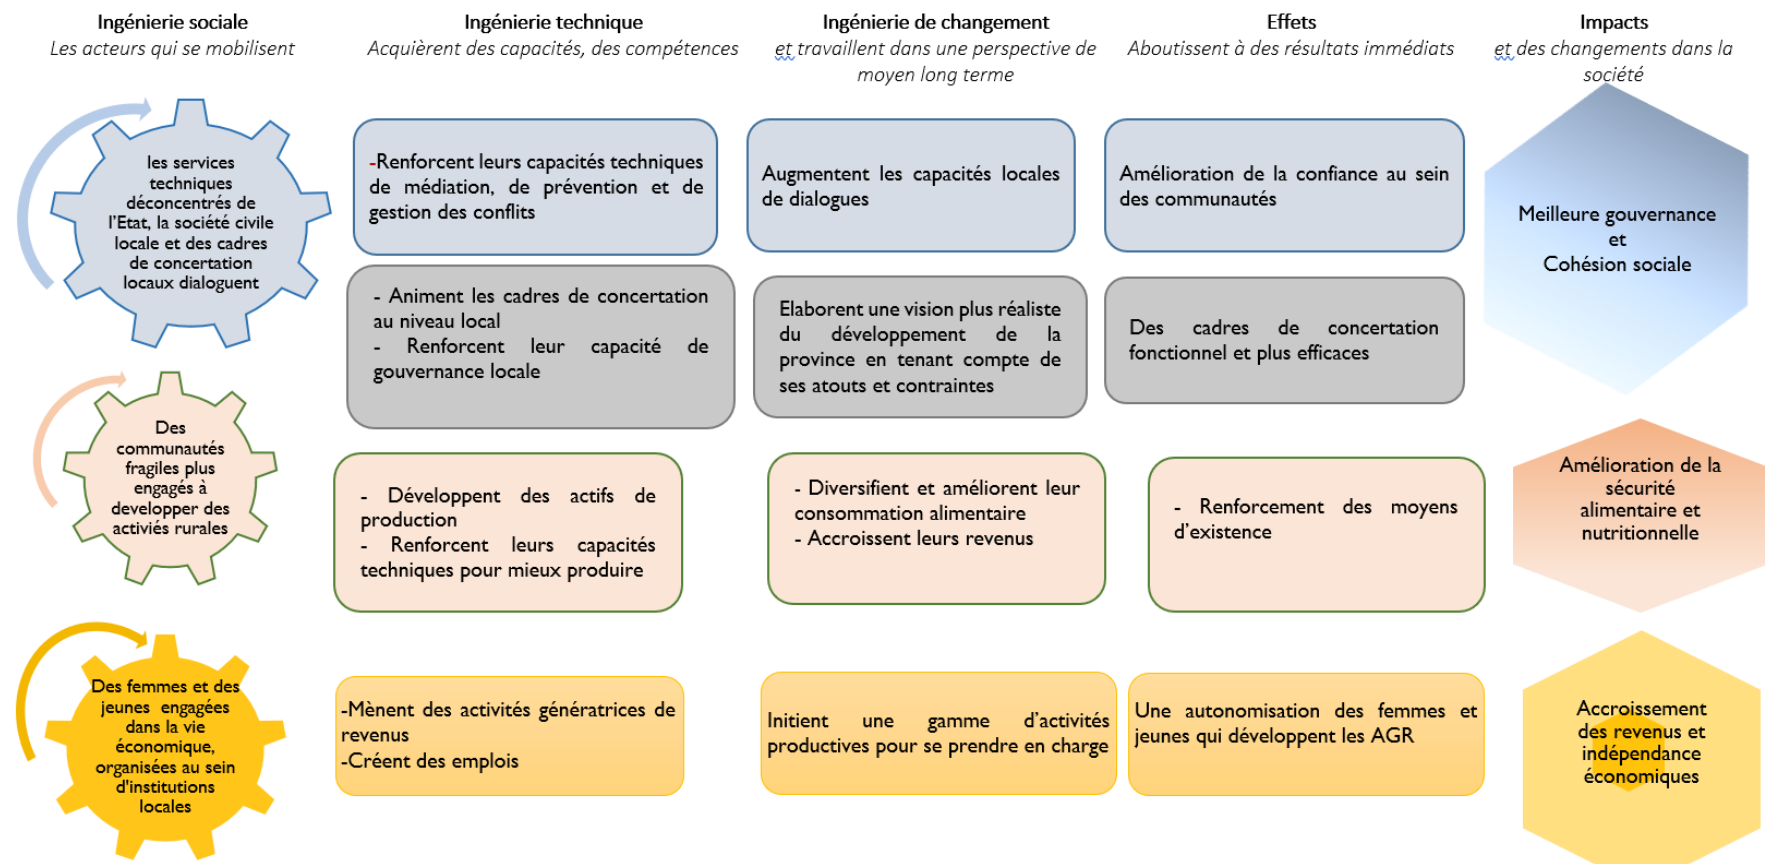 Ingénierie sociale
Les acteurs qui se mobilisent
Ingénierie technique
Acquièrent des capacités, des compétences
Ingénierie de changement
et travaillent dans une perspective de
moyen long terme
Effets
Aboutissent à des résultats immédiats
Impacts
et des changements dans la
société
les services
techniques
déconcentrés de
l'Etat, la société civile
locale et des cadres
de concertation
locaux dialoguent
-Renforcent leurs capacités techniques
de médiation, de prévention et de
gestion des conflits
Augmentent les capacités locales
de dialogues
Amélioration de la confiance au sein
des communautés
Meilleure gouvernance
et
Cohésion sociale
- Animent les cadres de concertation
au niveau local
- Renforcent leur capacité de
gouvernance locale
Elaborent une vision plus réaliste
du développement de la
province en tenant compte de
ses atouts et contraintes
Des cadres de concertation
fonctionnel et plus efficaces
Des
communautés
fragiles plus
engagés à
developper des
activiés rurales
- Développent des actifs de
production
- Renforcent leurs capacités
techniques pour mieux produire
- Diversifient et améliorent leur
consommation alimentaire
- Accroissent leurs revenus
- Renforcement des moyens
d'existence
Amélioration de la
sécurité
alimentaire et
nutritionnelle
Des femmes et des
jeunes engagées
dans la vie
économique,
organisées au sein
d'institutions
locales
-Mènent des activités génératrices de
revenus
-Créent des emplois
Initient une gamme d'activités
productives pour se prendre en charge
Une autonomisation des femmes et
jeunes qui développent les AGR
Accroissement
des revenus et
indépendance
économiques